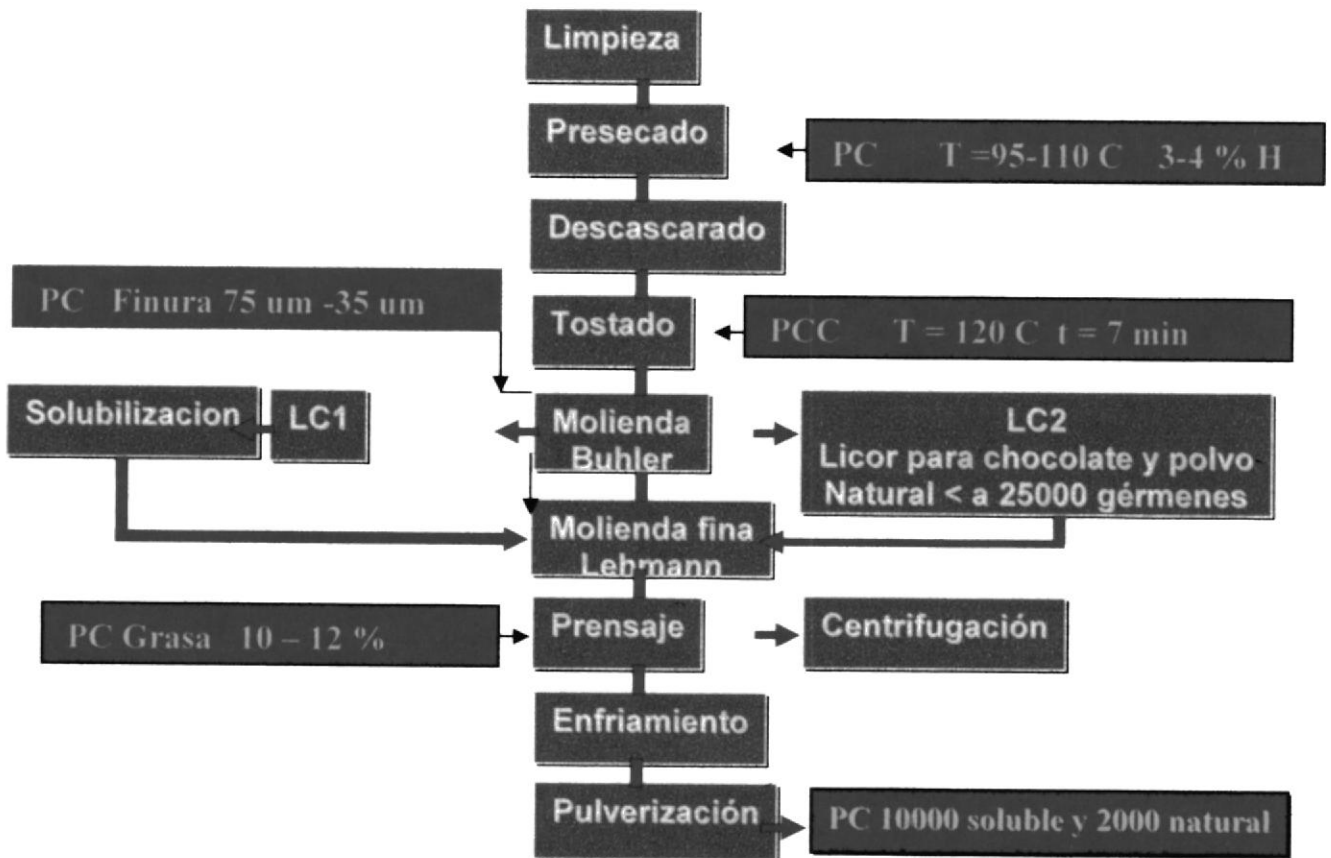 Limpieza
Presecado
PC T =95-110 C 3-4 % H
Descascarado
PC Finura 75 um -35 um
Tostado
PCC T = 120 C t = 7 min
Solubilizacion
LC1
Molienda
Buhler
LC2
Licor para chocolate y polvo
Natural < a 25000 gérmenes
Molienda fina
Lehmann
PC Grasa 10 – 12 %
Prensaje
Centrifugación
Enfriamiento
Pulverización
PC 10000 soluble y 2000 natural